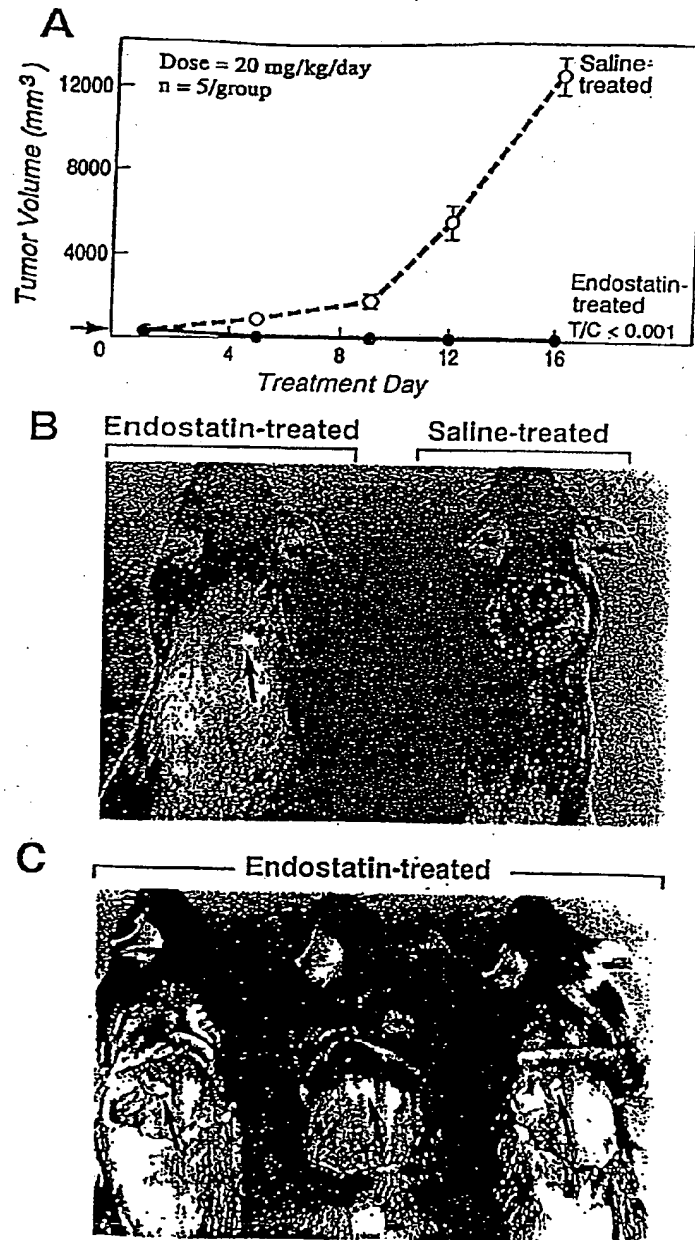 A
Dose = 20 mg/kg/day
n = 5/group
Tumor Volume (mm³)
12000
8000
4000
0
4
8
12
16
Treatment Day
Saline-
treated
Endostatin-
treated
T/C < 0.001
B
Endostatin-treated
Saline-treated
C
Endostatin-treated